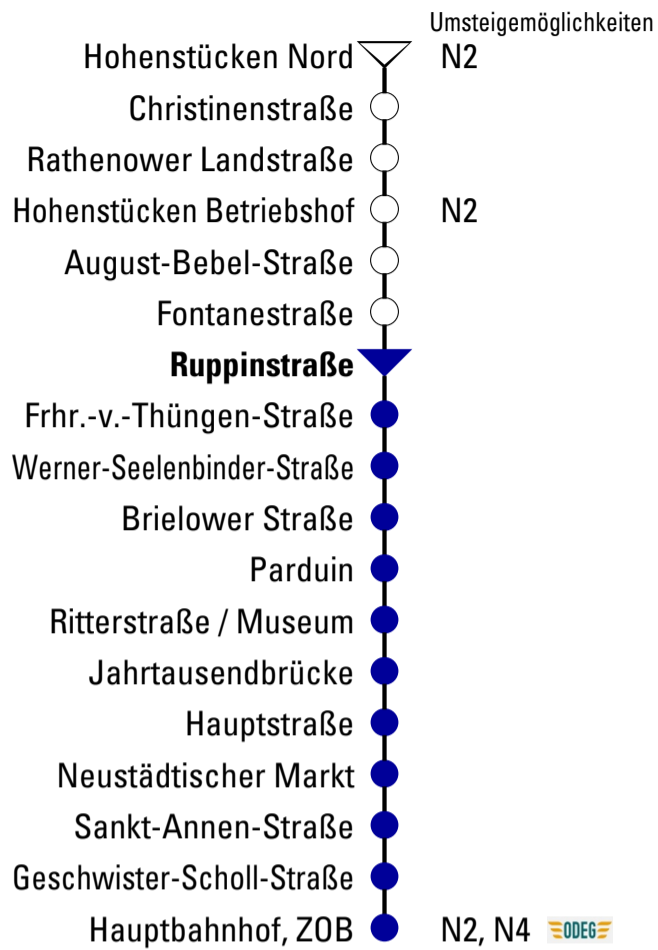 Umsteigemöglichkeiten
Hohenstücken Nord N2
Christinenstraße
Rathenower Landstraße
Hohenstücken Betriebshof N2
August-Bebel-Straße
Fontanestraße
Ruppinstraße
Frhr.-v.-Thüngen-Straße
Werner-Seelenbinder-Straße
Brielower Straße
Parduin
Ritterstraße / Museum
Jahrtausendbrücke
Hauptstraße
Neustädtischer Markt
Sankt-Annen-Straße
Geschwister-Scholl-Straße
Hauptbahnhof, ZOB N2, N4 ODEG